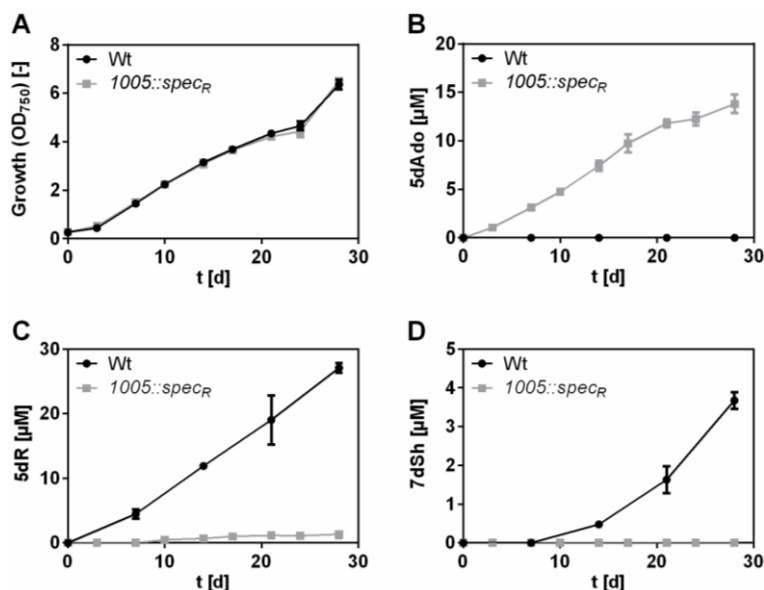 A
Wt
1005::specR
Growth (OD750) [-]
8
6
4
2
0
0 10 20 30
t [d]
B
Wt
1005::specR
5dAdo [µM]
20
15
10
5
0
0 10 20 30
t [d]
C
Wt
1005::specR
5dR [µM]
30
20
10
0
0 10 20 30
t [d]
D
Wt
1005::specR
7dSh [µM]
5
4
3
2
1
0
0 10 20 30
t [d]